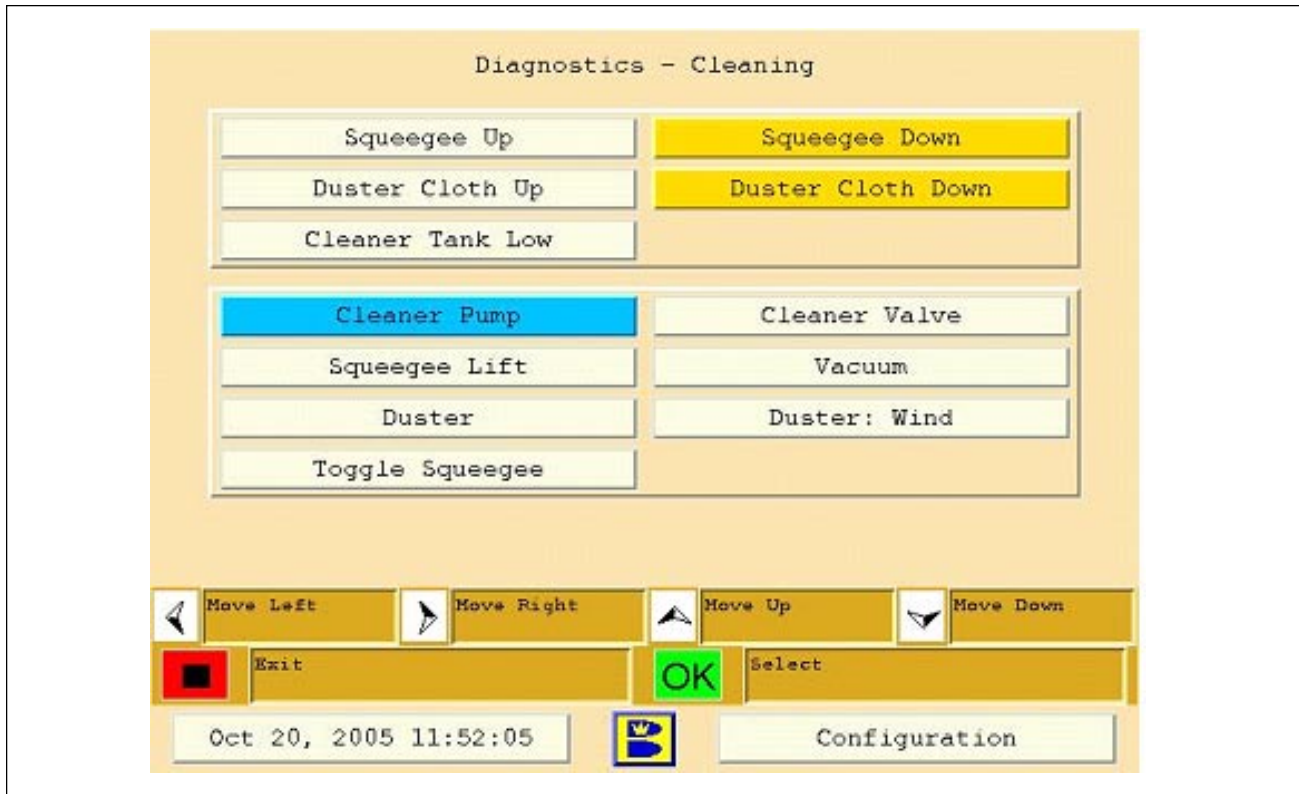 Diagnostics - Cleaning
Squeegee Up
Squeegee Down
Duster Cloth Up
Duster Cloth Down
Cleaner Tank Low
Cleaner Pump
Cleaner Valve
Squeegee Lift
Vacuum
Duster
Duster: Wind
Toggle Squeegee
Move Left
Move Right
Move Up
Move Down
Exit
OK
Select
Oct 20, 2005 11:52:05
Configuration